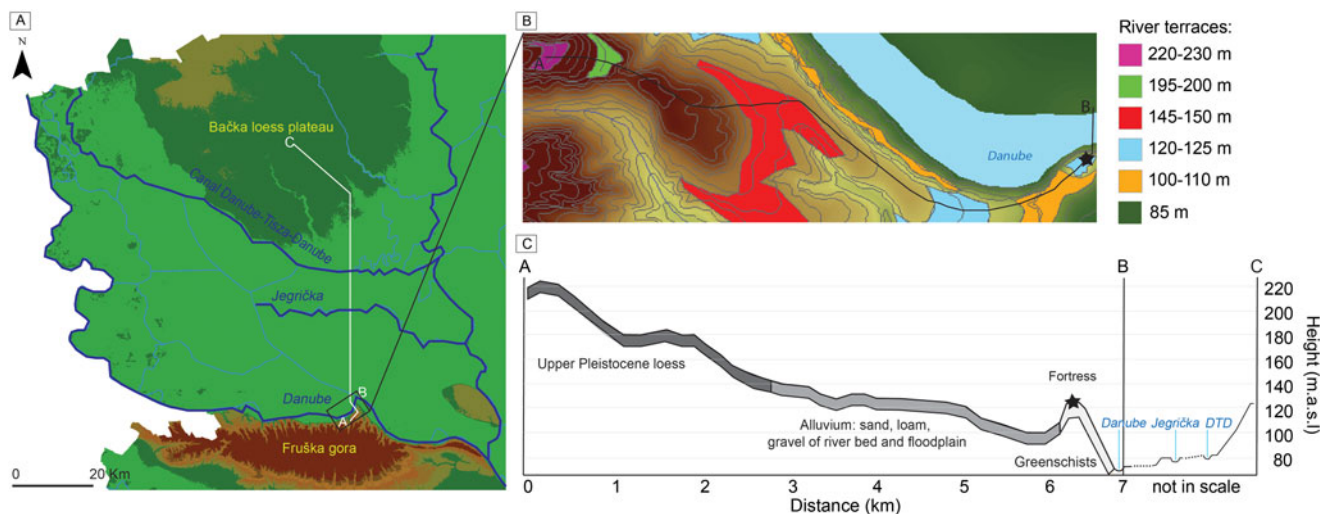 A
N
Bačka loess plateau
C
Canal Danube-Tisza-Danube
Jegrička
Danube
B
A
Fruška gora
0 20 Km
B
A
B
Danube
River terraces:
220-230 m
195-200 m
145-150 m
120-125 m
100-110 m
85 m
C
A B C
220
200
180
160
140
120
100
80
Height (m.a.s.l)
Upper Pleistocene loess
Fortress
Alluvium: sand, loam,
gravel of river bed and floodplain
Greenschists
Danube Jegrička DTD
0 1 2 3 4 5 6 7 not in scale
Distance (km)